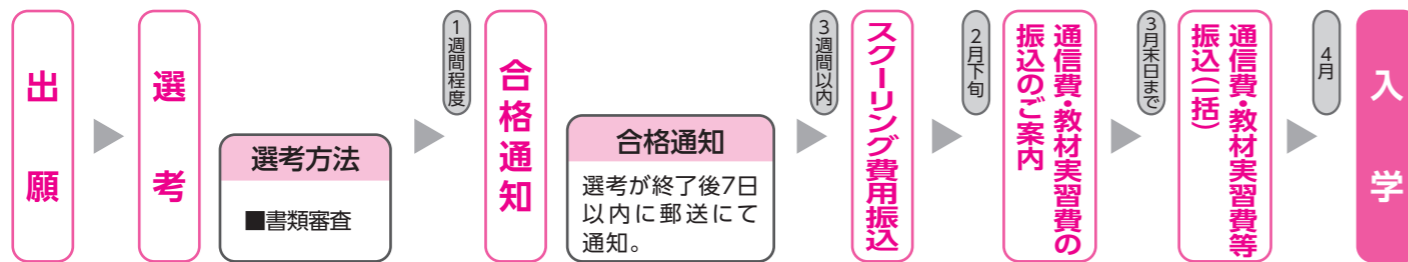 出願
選考
選考方法
■書類審査
1週間程度
合格通知
合格通知
選考が終了後7日
以内に郵送にて
通知。
3週間以内
スクーリング費用振込
2月下旬
通信費・教材実習費の
振込のご案内
3月末日まで
通信費・教材実習費等
振込(一括)
4月
入学